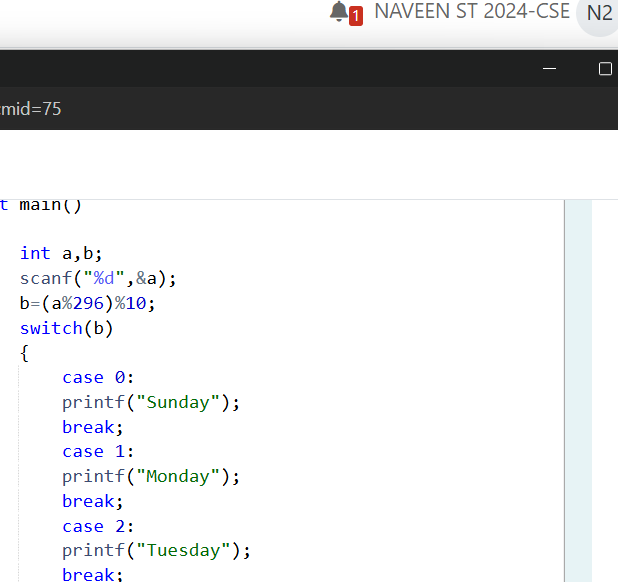 1 NAVEEN ST 2024-CSE N2
cmid=75
t main()
int a,b;
scanf("%d",&a);
b=(a%296)%10;
switch(b)
{
case 0:
printf("Sunday");
break;
case 1:
printf("Monday");
break;
case 2:
printf("Tuesday");
break;